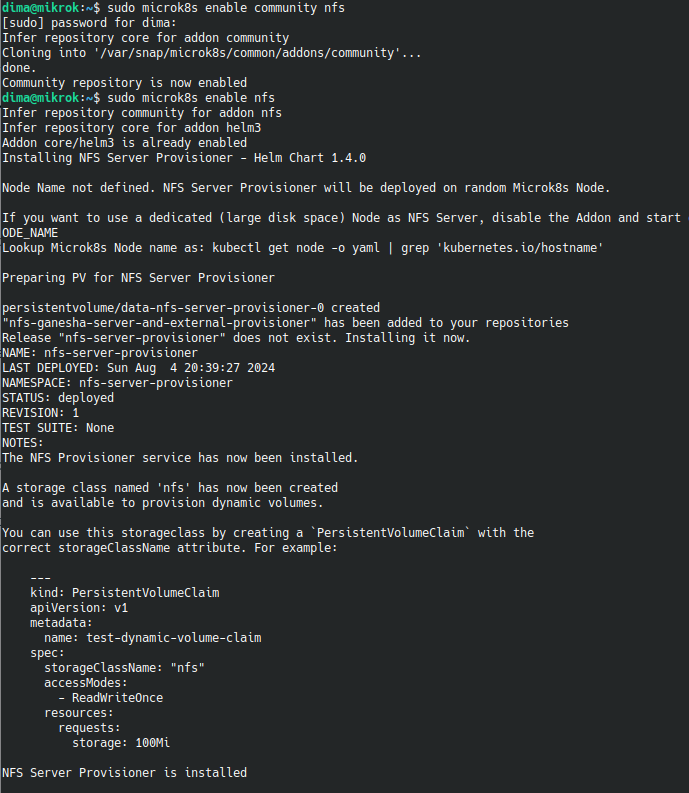 dima@mikrok:~$ sudo microk8s enable community nfs
[sudo] password for dima:
Infer repository core for addon community
Cloning into '/var/snap/microk8s/common/addons/community'...
done.
Community repository is now enabled
dima@mikrok:~$ sudo microk8s enable nfs
Infer repository community for addon nfs
Infer repository core for addon helm3
Addon core/helm3 is already enabled
Installing NFS Server Provisioner - Helm Chart 1.4.0
Node Name not defined. NFS Server Provisioner will be deployed on random Microk8s Node.
If you want to use a dedicated (large disk space) Node as NFS Server, disable the Addon and start
ODE_NAME
Lookup Microk8s Node name as: kubectl get node -o yaml | grep 'kubernetes.io/hostname'
Preparing PV for NFS Server Provisioner
persistentvolume/data-nfs-server-provisioner-0 created
"nfs-ganesha-server-and-external-provisioner" has been added to your repositories
Release "nfs-server-provisioner" does not exist. Installing it now.
NAME: nfs-server-provisioner
LAST DEPLOYED: Sun Aug  4 20:39:27 2024
NAMESPACE: nfs-server-provisioner
STATUS: deployed
REVISION: 1
TEST SUITE: None
NOTES:
The NFS Provisioner service has now been installed.
A storage class named 'nfs' has now been created
and is available to provision dynamic volumes.
You can use this storageclass by creating a `PersistentVolumeClaim` with the
correct storageClassName attribute. For example:
    ---
    kind: PersistentVolumeClaim
    apiVersion: v1
    metadata:
      name: test-dynamic-volume-claim
    spec:
      storageClassName: "nfs"
      accessModes:
        - ReadWriteOnce
      resources:
        requests:
          storage: 100Mi
NFS Server Provisioner is installed